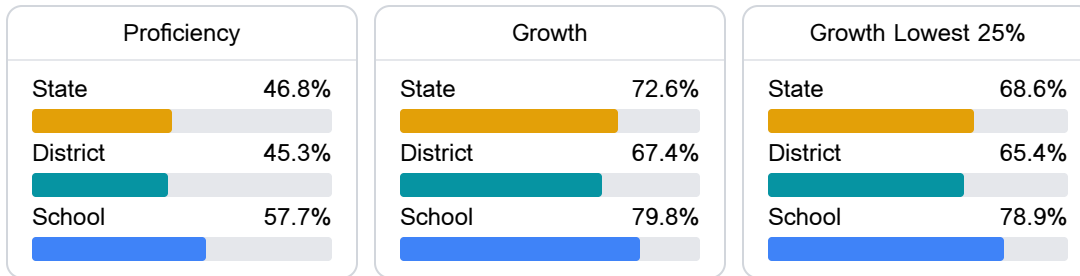 Proficiency
State 46.8%
District 45.3%
School 57.7%
Growth
State 72.6%
District 67.4%
School 79.8%
Growth Lowest 25%
State 68.6%
District 65.4%
School 78.9%